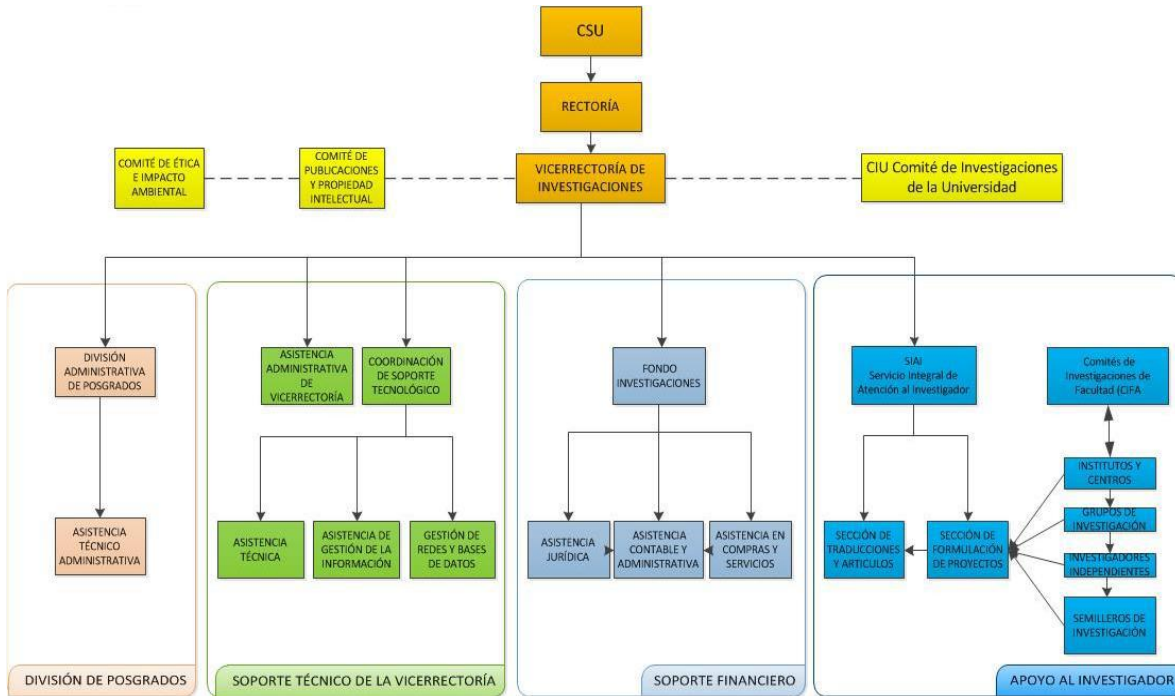 CSU
RECTORÍA
COMITÉ DE ÉTICA
E IMPACTO
AMBIENTAL
COMITÉ DE
PUBLICACIONES
Y PROPIEDAD
INTELECTUAL
VICERRECTORÍA DE
INVESTIGACIONES
CIU Comité de Investigaciones
de la Universidad
DIVISIÓN
ADMINISTRATIVA
DE POSGRADOS
ASISTENCIA
ADMINISTRATIVA
DE
VICERRECTORÍA
COORDINACIÓN
DE SOPORTE
TECNOLÓGICO
FONDO
INVESTIGACIONES
SIAI
Servicio Integral de
Atención al Investigador
Comités de
Investigaciones de
Facultad (CIFA
INSTITUTOS Y
CENTROS
GRUPOS DE
INVESTIGACIÓN
INVESTIGADORES
INDEPENDIENTES
SEMILLEROS DE
INVESTIGACIÓN
ASISTENCIA
TÉCNICO
ADMINISTRATIVA
ASISTENCIA
TÉCNICA
ASISTENCIA DE
GESTIÓN DE LA
INFORMACIÓN
GESTIÓN DE
REDES Y BASES
DE DATOS
ASISTENCIA
JURÍDICA
ASISTENCIA
CONTABLE Y
ADMINISTRATIVA
ASISTENCIA EN
COMPRAS Y
SERVICIOS
SECCIÓN DE
TRADUCCIONES
Y ARTICULOS
SECCIÓN DE
FORMULACIÓN
DE PROYECTOS
DIVISIÓN DE POSGRADOS
SOPORTE TÉCNICO DE LA VICERRECTORÍA
SOPORTE FINANCIERO
APOYO AL INVESTIGADOR